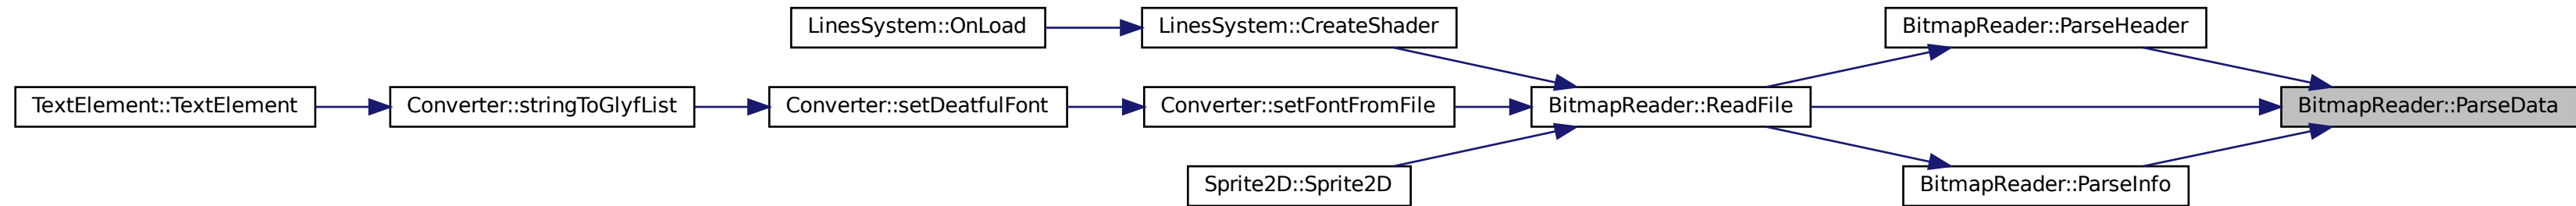 LinesSystem::OnLoad
LinesSystem::CreateShader
BitmapReader::ParseHeader
TextElement::TextElement
Converter::stringToGlyfList
Converter::setDeatfulFont
Converter::setFontFromFile
BitmapReader::ReadFile
BitmapReader::ParseData
Sprite2D::Sprite2D
BitmapReader::ParseInfo